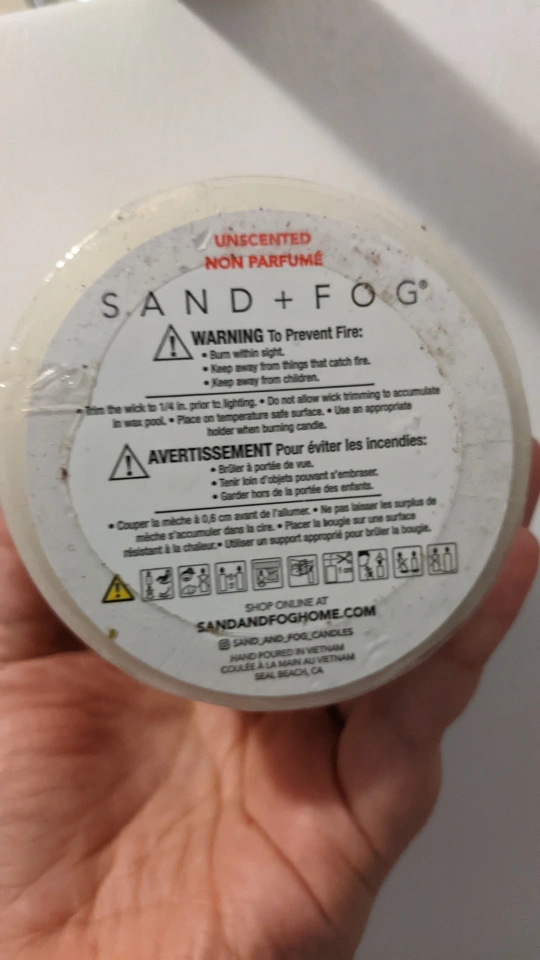 UNSCENTED
NON PARFUMÉ
SAND + FOG®
WARNING To Prevent Fire:
• Burn within sight.
• Keep away from things that catch fire.
• Keep away from children.
• Trim the wick to 1/4 in. prior to lighting. • Do not allow wick trimming to accumulate
in wax pool. • Place on temperature safe surface. • Use an appropriate
holder when burning candle.
AVERTISSEMENT Pour éviter les incendies:
• Brûler à portée de vue.
• Tenir loin d'objets pouvant s'embraser.
• Garder hors de la portée des enfants.
• Couper la mèche à 0,6 cm avant de l'allumer. • Ne pas laisser les surplus de
mèche s'accumuler dans la cire. • Placer la bougie sur une surface
résistant à la chaleur. • Utiliser un support approprié pour brûler la bougie.
1 cm
SHOP ONLINE AT
SANDANDFOGHOME.COM
SAND_AND_FOG_CANDLES
HAND POURED IN VIETNAM
COULÉE À LA MAIN AU VIETNAM
SEAL BEACH, CA